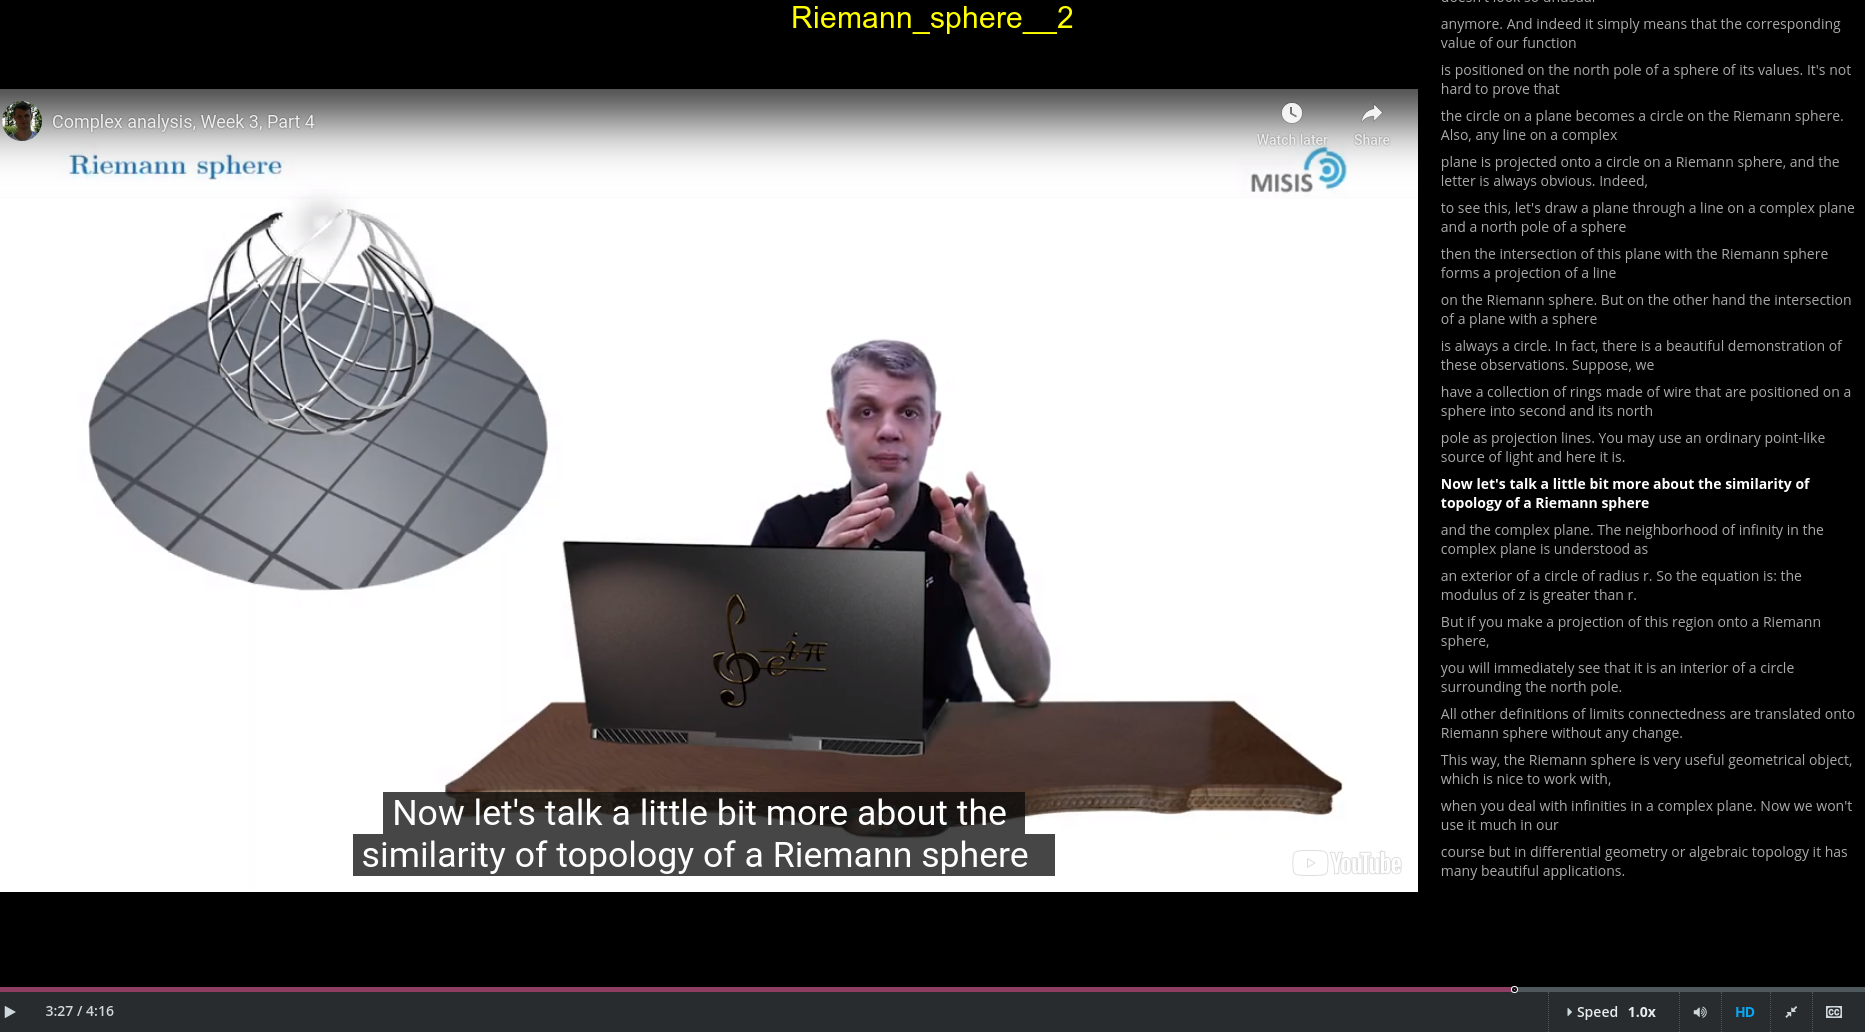 Riemann_sphere__2
Complex analysis, Week 3, Part 4
Watch later
Share
Riemann sphere
MISIS
e^{iπ}
Now let's talk a little bit more about the
similarity of topology of a Riemann sphere
YouTube
anymore. And indeed it simply means that the corresponding
value of our function
is positioned on the north pole of a sphere of its values. It's not
hard to prove that
the circle on a plane becomes a circle on the Riemann sphere.
Also, any line on a complex
plane is projected onto a circle on a Riemann sphere, and the
letter is always obvious. Indeed,
to see this, let's draw a plane through a line on a complex plane
and a north pole of a sphere
then the intersection of this plane with the Riemann sphere
forms a projection of a line
on the Riemann sphere. But on the other hand the intersection
of a plane with a sphere
is always a circle. In fact, there is a beautiful demonstration of
these observations. Suppose, we
have a collection of rings made of wire that are positioned on a
sphere into second and its north
pole as projection lines. You may use an ordinary point-like
source of light and here it is.
Now let's talk a little bit more about the similarity of
topology of a Riemann sphere
and the complex plane. The neighborhood of infinity in the
complex plane is understood as
an exterior of a circle of radius r. So the equation is: the
modulus of z is greater than r.
But if you make a projection of this region onto a Riemann
sphere,
you will immediately see that it is an interior of a circle
surrounding the north pole.
All other definitions of limits connectedness are translated onto
Riemann sphere without any change.
This way, the Riemann sphere is very useful geometrical object,
which is nice to work with,
when you deal with infinities in a complex plane. Now we won't
use it much in our
course but in differential geometry or algebraic topology it has
many beautiful applications.
3:27 / 4:16
Speed 1.0x
HD
CC